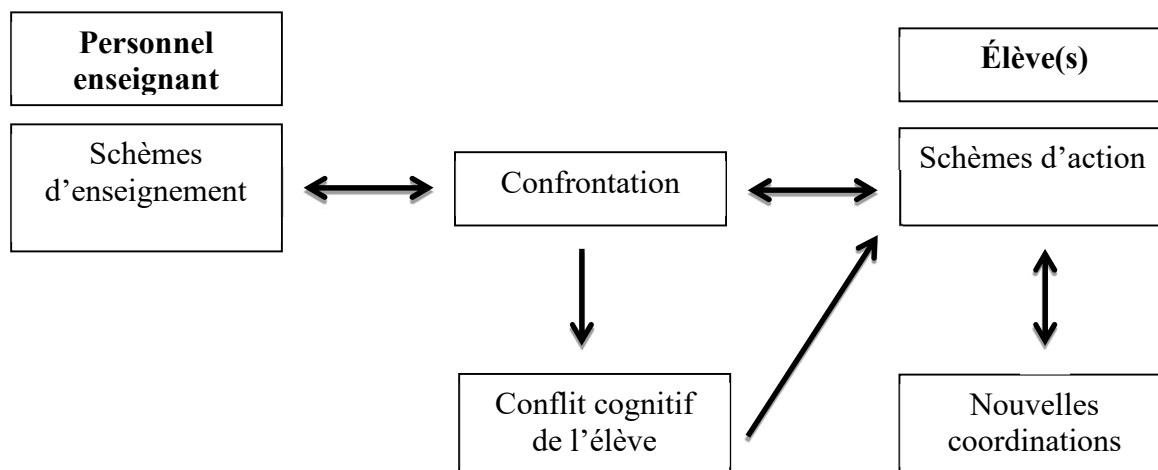 Personnel
enseignant
Élève(s)
Schèmes
d’enseignement
Confrontation
Schèmes d’action
Conflit cognitif
de l’élève
Nouvelles
coordinations